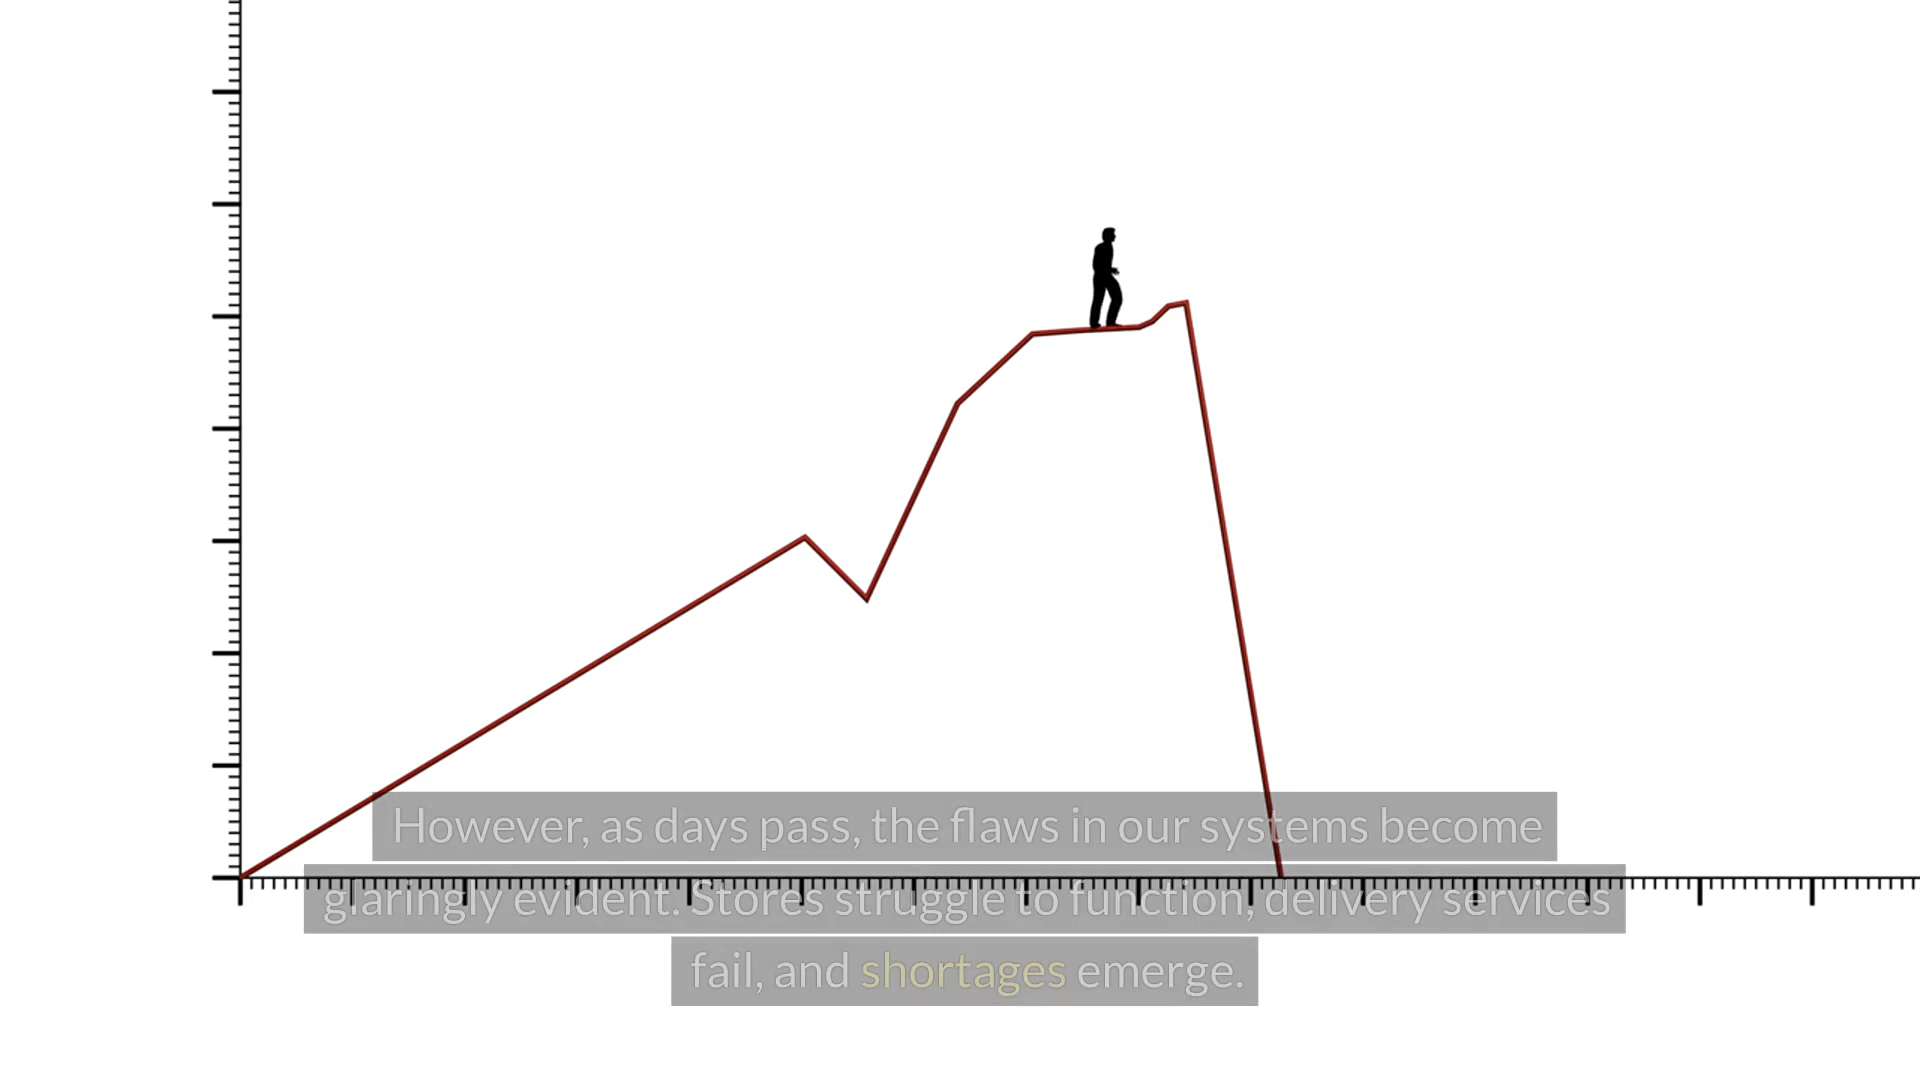 However, as days pass, the flaws in our systems become
glaringly evident. Stores struggle to function, delivery services
fail, and shortages emerge.